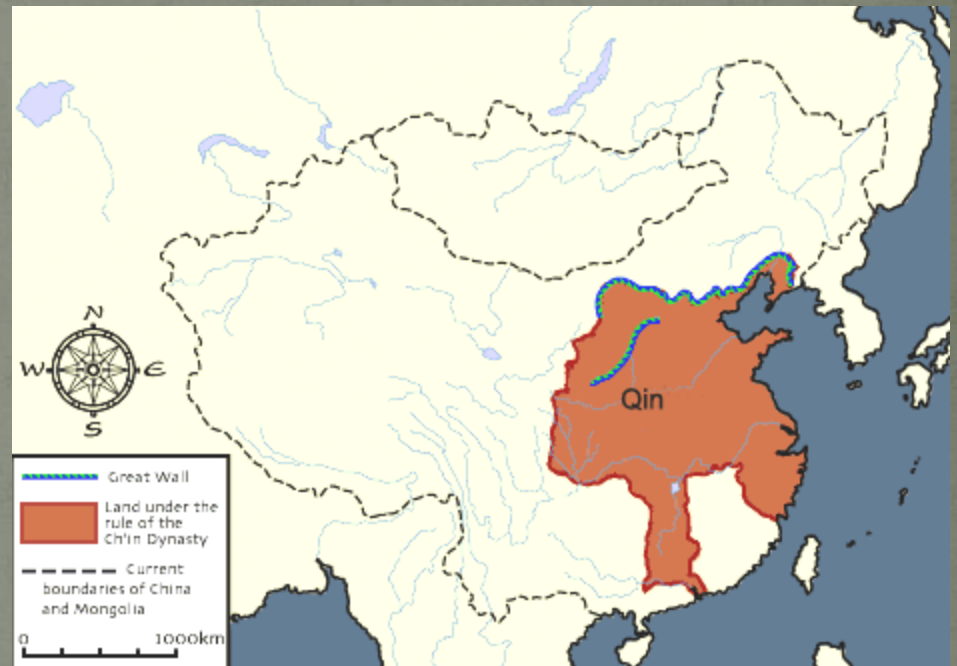 N
W E
S
Qin
Great Wall
Land under the
rule of the
Ch'in Dynasty
Current
boundaries of China
and Mongolia
0 1000km